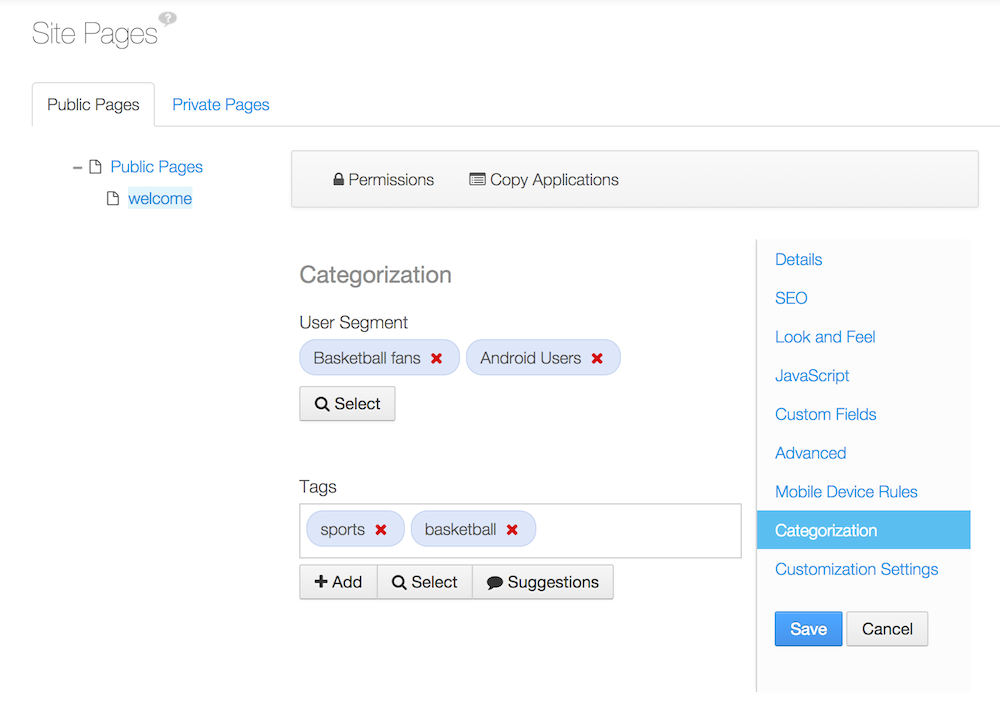 Site Pages ?
Public Pages Private Pages
Public Pages
welcome
Permissions Copy Applications
Categorization
User Segment
Basketball fans Android Users
Select
Tags
sports basketball
Add Select Suggestions
Details
SEO
Look and Feel
JavaScript
Custom Fields
Advanced
Mobile Device Rules
Categorization
Customization Settings
Save Cancel